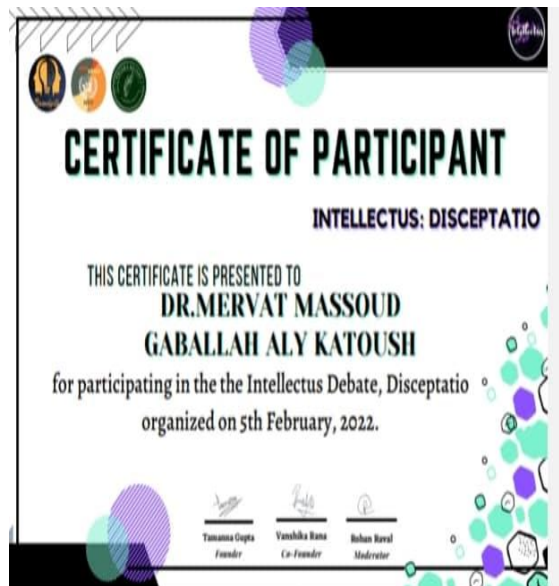 CERTIFICATE OF PARTICIPANT
INTELLECTUS: DISCEPTATIO
THIS CERTIFICATE IS PRESENTED TO
DR.MERVAT MASSOUD
GABALLAH ALY KATOUSH
for participating in the the Intellectus Debate, Disceptatio
organized on 5th February, 2022.
Tamanna Gupta
Founder
Vanshika Rana
Co-Founder
Rohan Raval
Moderator